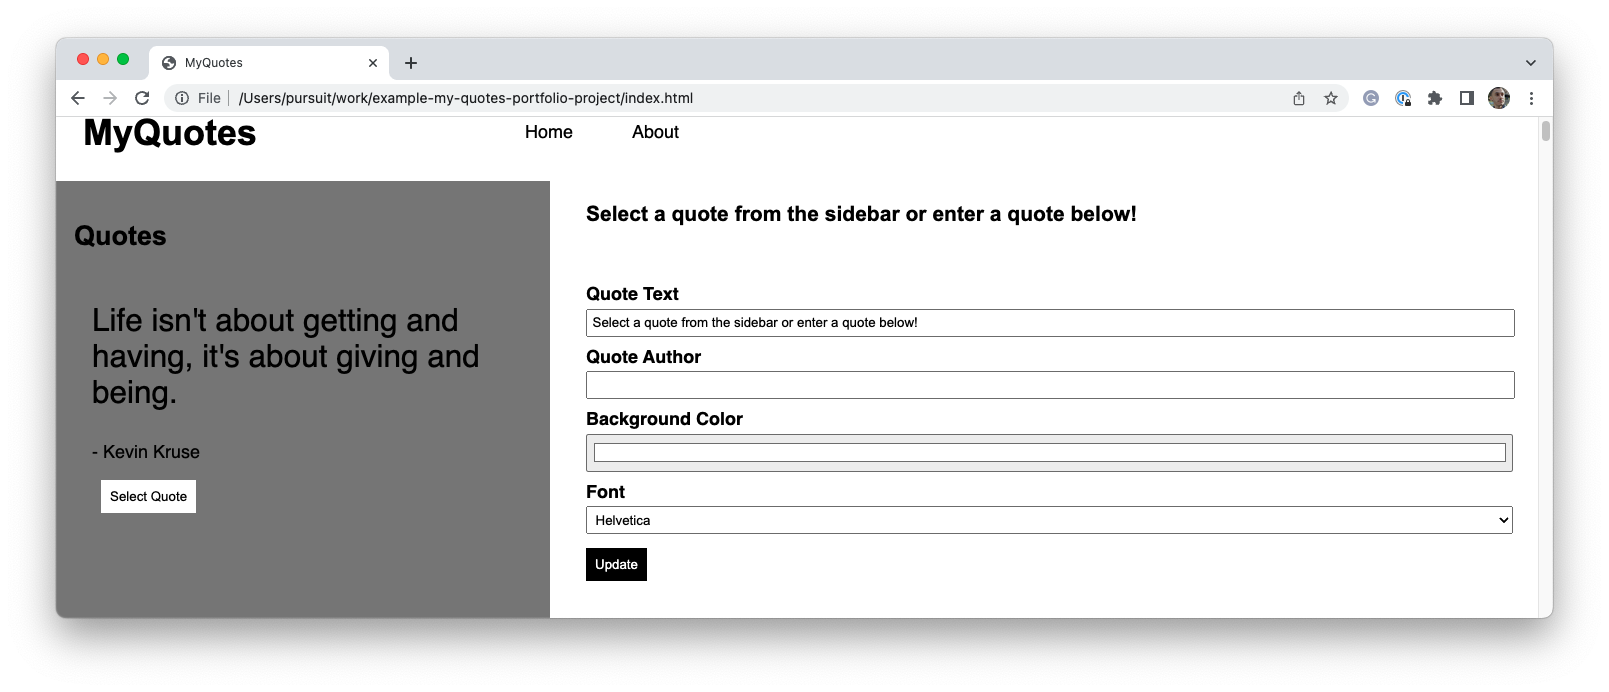 MyQuotes
File /Users/pursuit/work/example-my-quotes-portfolio-project/index.html
MyQuotes
Home About
Quotes
Life isn't about getting and
having, it's about giving and
being.
- Kevin Kruse
Select Quote
Select a quote from the sidebar or enter a quote below!
Quote Text
Select a quote from the sidebar or enter a quote below!
Quote Author
Background Color
Font
Helvetica
Update